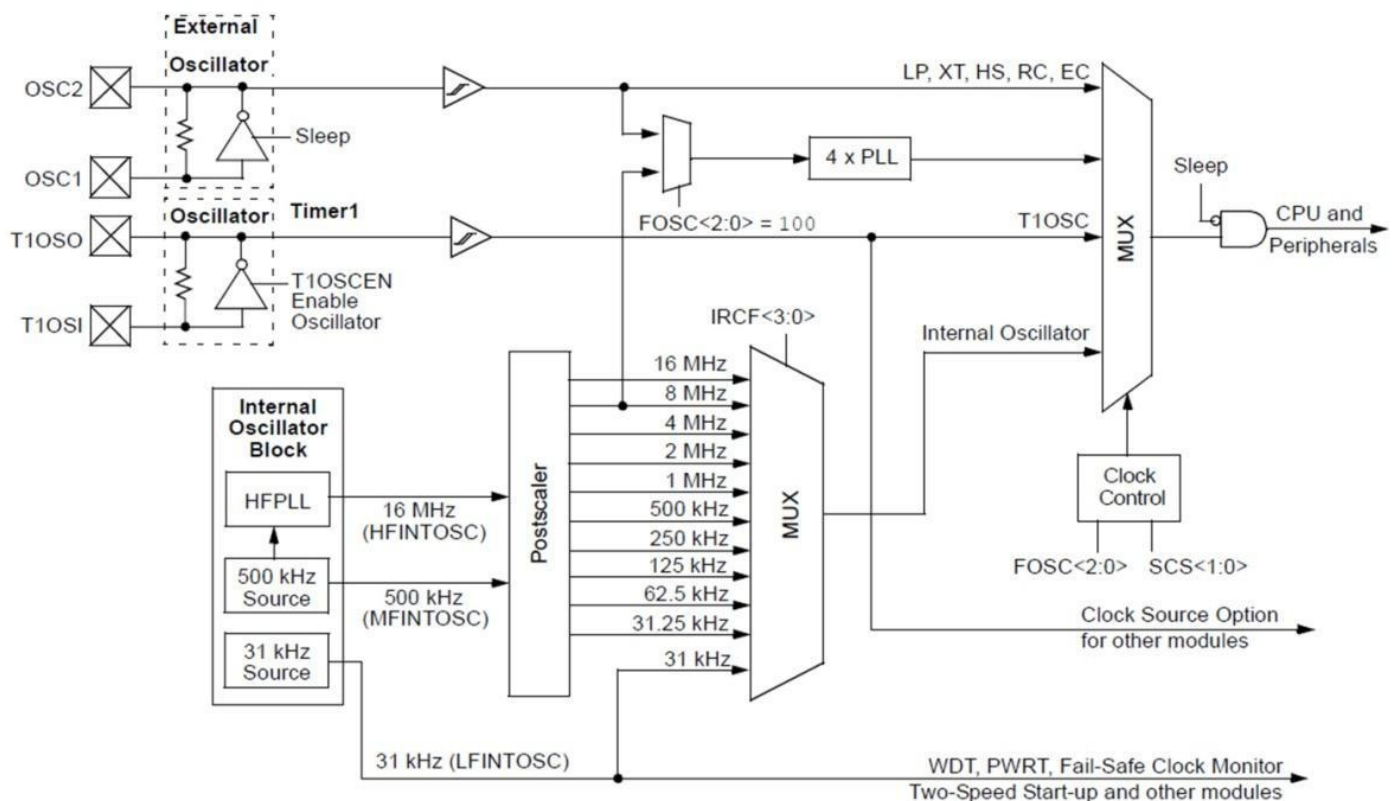 External
Oscillator
OSC2
Sleep
OSC1
LP, XT, HS, RC, EC
4 x PLL
FOSC<2:0> = 100
Sleep
CPU and
Peripherals
MUX
Oscillator
Timer1
T1OSO
T1OSCEN
Enable
Oscillator
T1OSI
T1OSC
IRCF<3:0>
Internal Oscillator
Internal
Oscillator
Block
HFPLL
500 kHz
Source
31 kHz
Source
16 MHz
(HFINTOSC)
500 kHz
(MFINTOSC)
Postscaler
16 MHz
8 MHz
4 MHz
2 MHz
1 MHz
500 kHz
250 kHz
125 kHz
62.5 kHz
31.25 kHz
31 kHz
MUX
Clock
Control
FOSC<2:0>
SCS<1:0>
Clock Source Option
for other modules
31 kHz (LFINTOSC)
WDT, PWRT, Fail-Safe Clock Monitor
Two-Speed Start-up and other modules